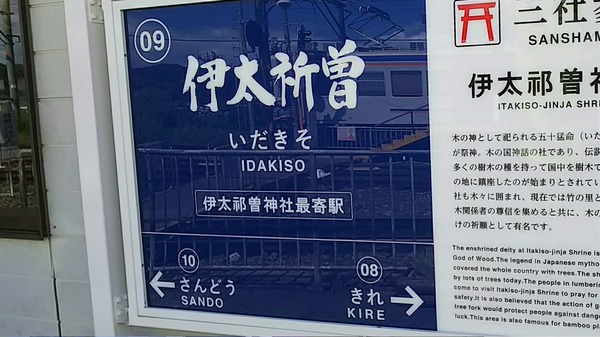 09
伊太祈曽
いだきそ
IDAKISO
伊太祁曽神社最寄駅
10
さんどう
SANDO
08
きれ
KIRE
三社
SANSHAM
伊太祁曽神
ITAKISO-JINJA SHRI
木の神として祀られる五十猛命（いた
が祭神。木の国神話の社であり、伝説
多くの樹木の種を持って国中を樹木で
の地に鎮座したのが始まりとされてい
社も木々に囲まれ、現在では竹の里と
木関係者の尊信を集めると共に、木の
けの祈願として有名です。
The enshrined deity at Itakiso-jinja Shrine is
God of Wood.The legend in Japanese mytho
covered the whole country with trees.The sh
by lots of trees today.The people in lumberin
come to visit Itakiso-jinja Shrine to pray for
safety.It is also believed that the action of g
tree fork would protect people against dange
luck.This area is also famous for bamboo pl